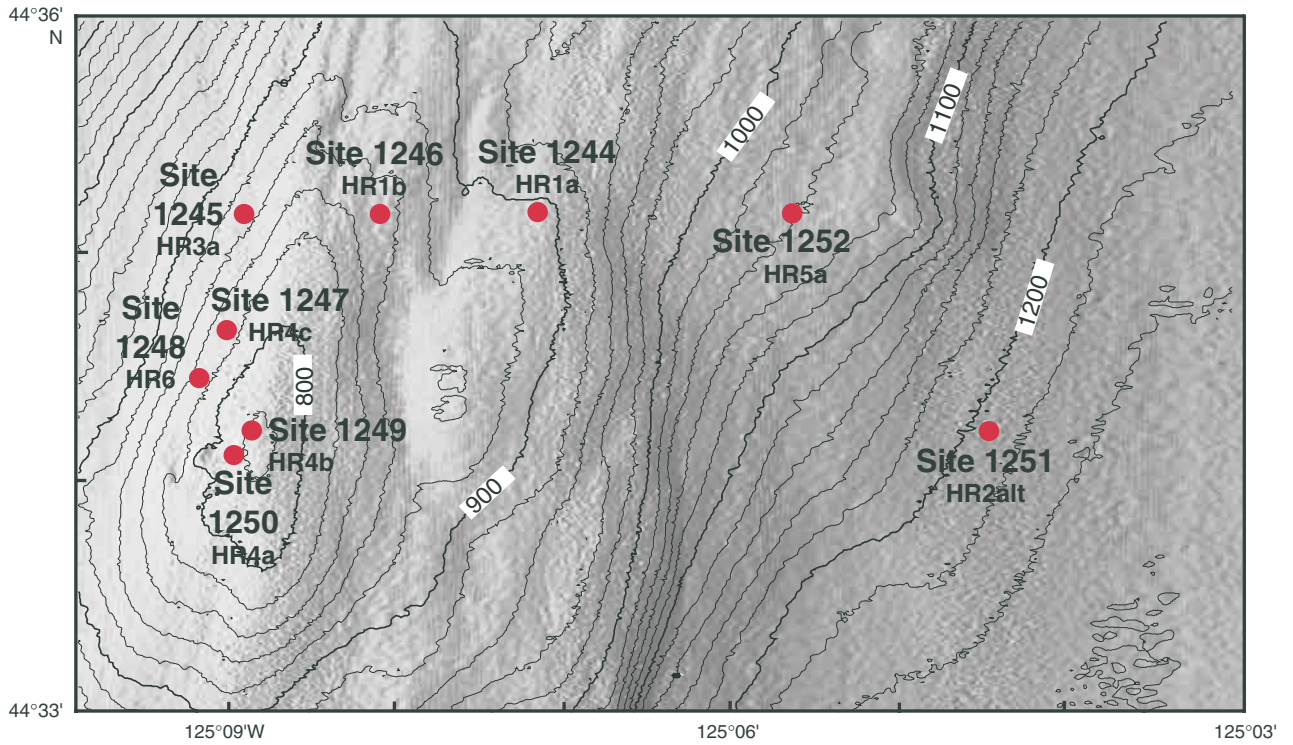 44°36'
N
1000
1100
Site 1246
HR1b
Site 1244
HR1a
Site
1245
HR3a
Site 1252
HR5a
1200
Site 1247
HR4c
Site
1248
HR6
800
Site 1249
HR4b
Site
1250
HR4a
900
Site 1251
HR2alt
44°33'
125°09'W
125°06'
125°03'